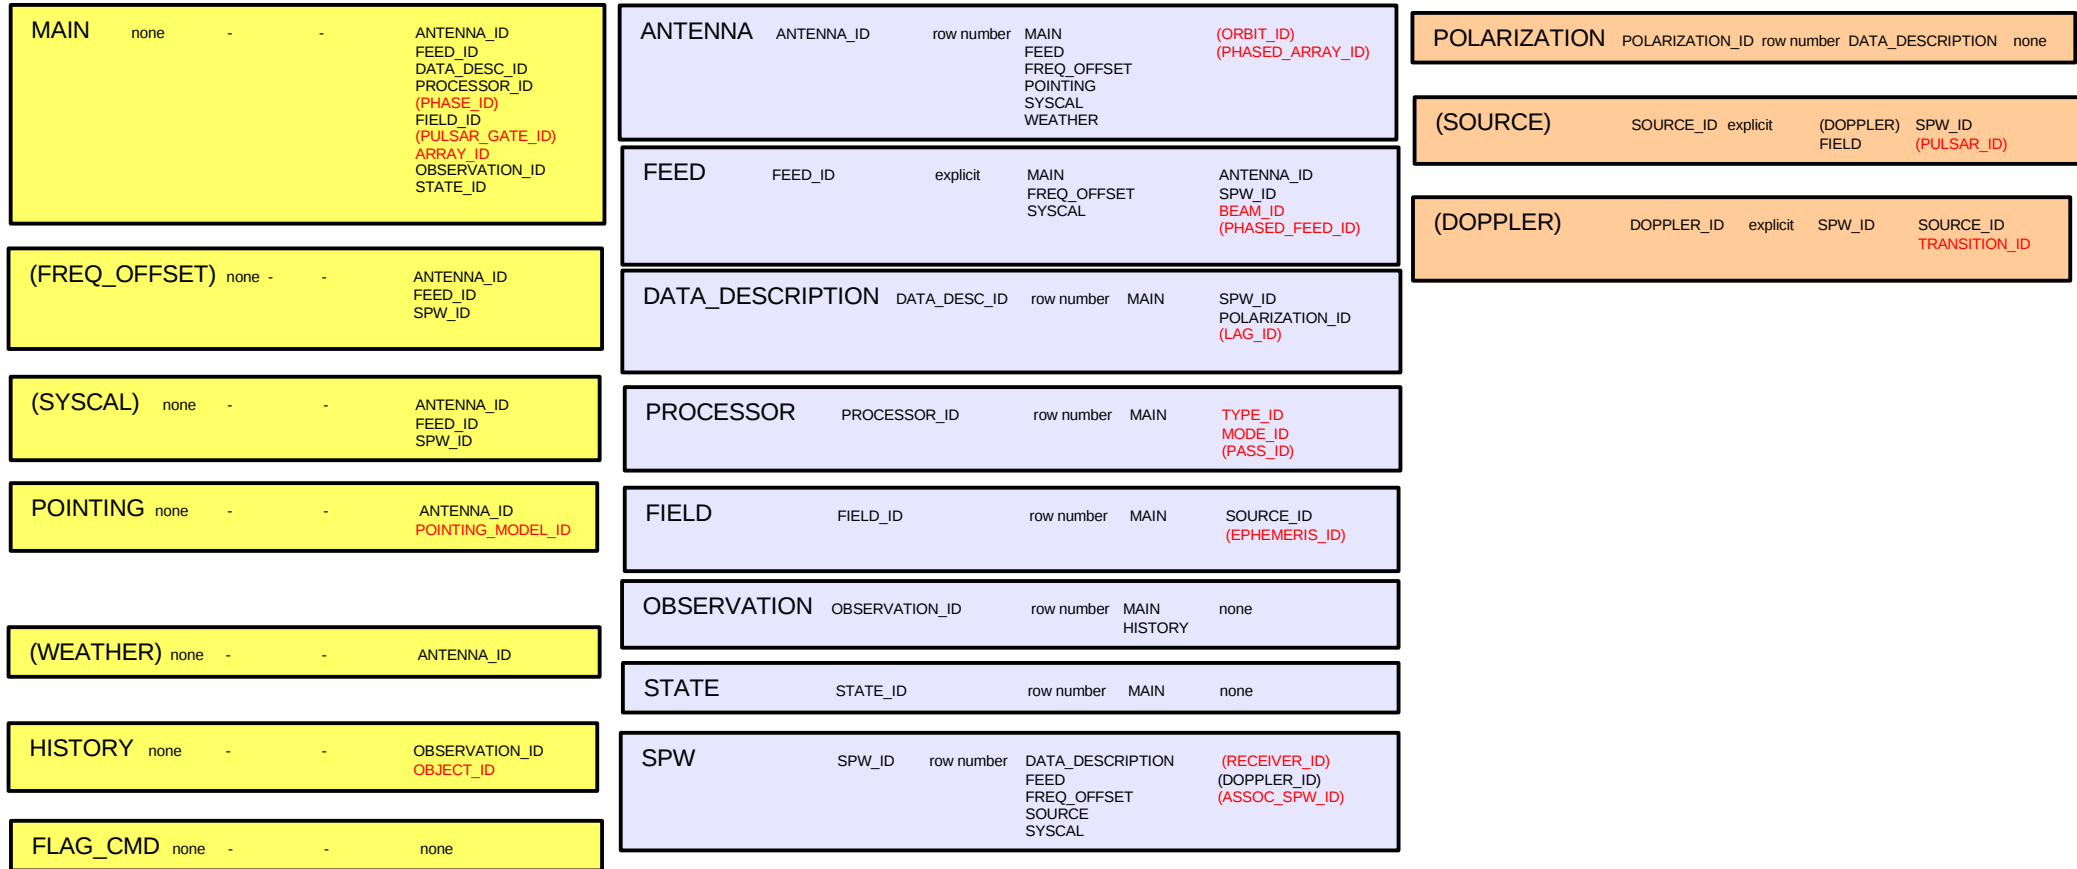 MAIN none - - ANTENNA_ID
FEED_ID
DATA_DESC_ID
PROCESSOR_ID
(PHASE_ID)
FIELD_ID
(PULSAR_GATE_ID)
ARRAY_ID
OBSERVATION_ID
STATE_ID
(FREQ_OFFSET) none - - ANTENNA_ID
FEED_ID
SPW_ID
(SYSCAL) none - - ANTENNA_ID
FEED_ID
SPW_ID
POINTING none - - ANTENNA_ID
POINTING_MODEL_ID
(WEATHER) none - - ANTENNA_ID
HISTORY none - - OBSERVATION_ID
OBJECT_ID
FLAG_CMD none - - none
ANTENNA ANTENNA_ID row number MAIN (ORBIT_ID)
FEED (PHASED_ARRAY_ID)
FREQ_OFFSET
POINTING
SYSCAL
WEATHER
FEED FEED_ID explicit MAIN ANTENNA_ID
FREQ_OFFSET SPW_ID
SYSCAL BEAM_ID
(PHASED_FEED_ID)
DATA_DESCRIPTION DATA_DESC_ID row number MAIN SPW_ID
POLARIZATION_ID
(LAG_ID)
PROCESSOR PROCESSOR_ID row number MAIN TYPE_ID
MODE_ID
(PASS_ID)
FIELD FIELD_ID row number MAIN SOURCE_ID
(EPHEMERIS_ID)
OBSERVATION OBSERVATION_ID row number MAIN none
HISTORY
STATE STATE_ID row number MAIN none
SPW SPW_ID row number DATA_DESCRIPTION (RECEIVER_ID)
FEED (DOPPLER_ID)
FREQ_OFFSET (ASSOC_SPW_ID)
SOURCE
SYSCAL
POLARIZATION POLARIZATION_ID row number DATA_DESCRIPTION none
(SOURCE) SOURCE_ID explicit (DOPPLER) SPW_ID
FIELD (PULSAR_ID)
(DOPPLER) DOPPLER_ID explicit SPW_ID SOURCE_ID
TRANSITION_ID